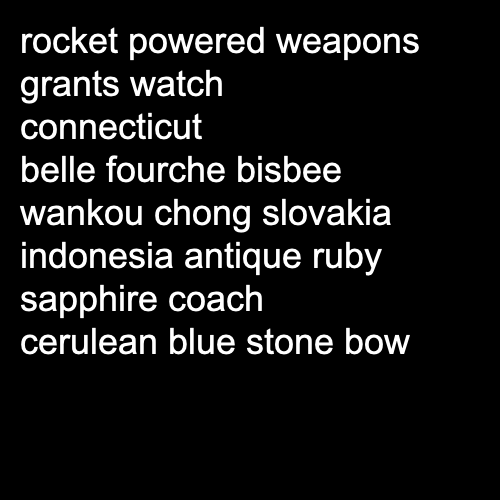 rocket powered weapons
grants watch
connecticut
belle fourche bisbee
wankou chong slovakia
indonesia antique ruby
sapphire coach
cerulean blue stone bow